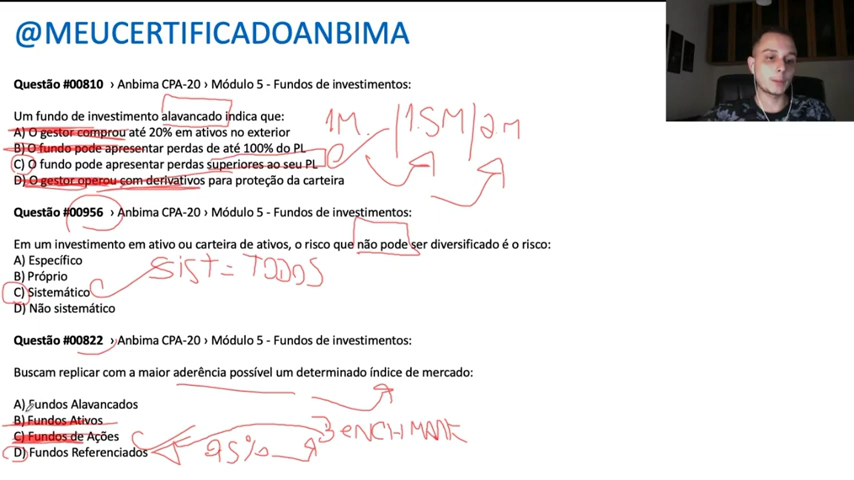 @MEUCERTIFICADOANBIMA
Questão #00810 › Anbima CPA-20 › Módulo 5 - Fundos de investimentos:
Um fundo de investimento alavancado indica que:
A) O gestor comprou até 20% em ativos no exterior
B) O fundo pode apresentar perdas de até 100% do PL
C) O fundo pode apresentar perdas superiores ao seu PL
D) O gestor operou com derivativos para proteção da carteira
1M. |1.5M| 2M
Questão #00956 › Anbima CPA-20 › Módulo 5 - Fundos de investimentos:
Em um investimento em ativo ou carteira de ativos, o risco que não pode ser diversificado é o risco:
A) Específico
B) Próprio
C) Sistemático
D) Não sistemático
SIST = TODOS
Questão #00822 › Anbima CPA-20 › Módulo 5 - Fundos de investimentos:
Buscam replicar com a maior aderência possível um determinado índice de mercado:
A) Fundos Alavancados
B) Fundos Ativos
C) Fundos de Ações
D) Fundos Referenciados
BENCHMARK
95%